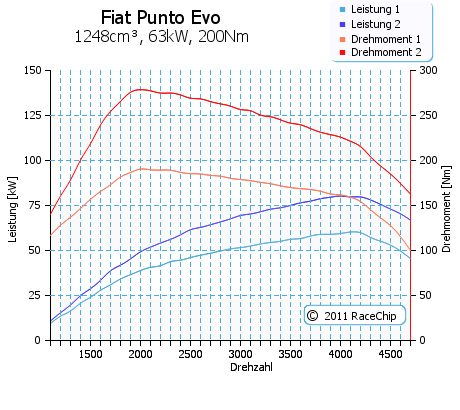 Fiat Punto Evo
1248cm³, 63kW, 200Nm
Leistung 1
Leistung 2
Drehmoment 1
Drehmoment 2
150
125
100
75
50
25
0
Leistung [kW]
300
250
200
150
100
50
0
Drehmoment [Nm]
1500 2000 2500 3000 3500 4000 4500
Drehzahl
© 2011 RaceChip